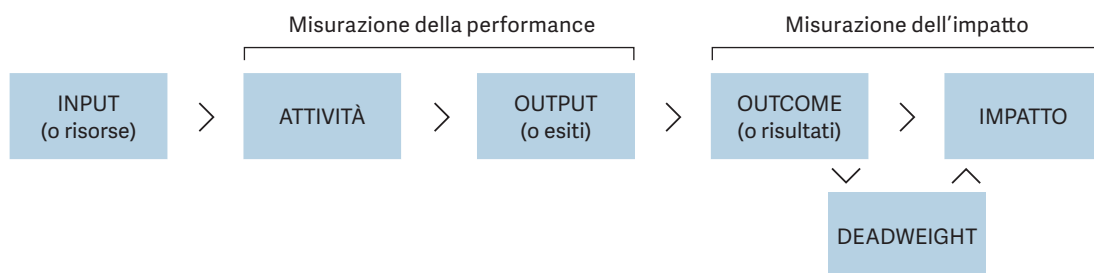 Misurazione della performance
Misurazione dell'impatto
INPUT
(o risorse)
>
ATTIVITÀ
>
OUTPUT
(o esiti)
>
OUTCOME
(o risultati)
>
IMPATTO
DEADWEIGHT